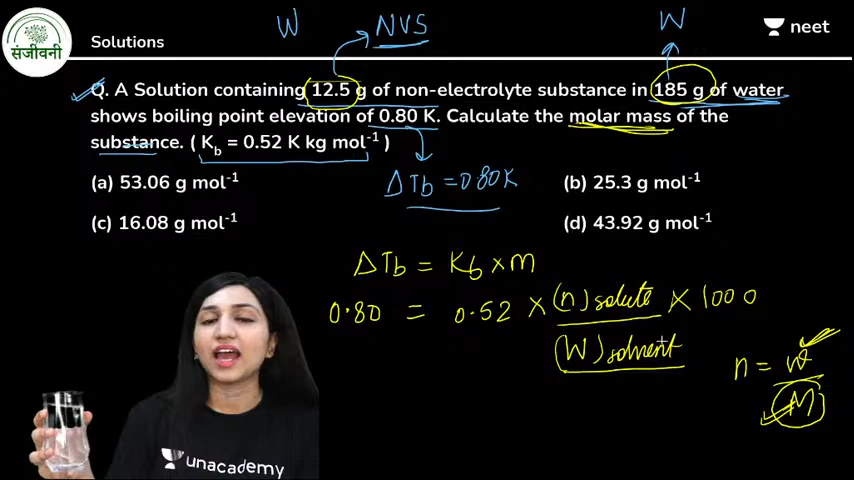 संजीवनी
Solutions
W
NVS
W
neet
Q. A Solution containing 12.5 g of non-electrolyte substance in 185 g of water
shows boiling point elevation of 0.80 K. Calculate the molar mass of the
substance. ( Kb = 0.52 K kg mol-1 )
(a) 53.06 g mol-1
ΔTb = 0.80K
(b) 25.3 g mol-1
(c) 16.08 g mol-1
(d) 43.92 g mol-1
ΔTb = Kb × m
0.80 = 0.52 × (n) solute × 1000
(W) solvent
n = w
M
unacademy